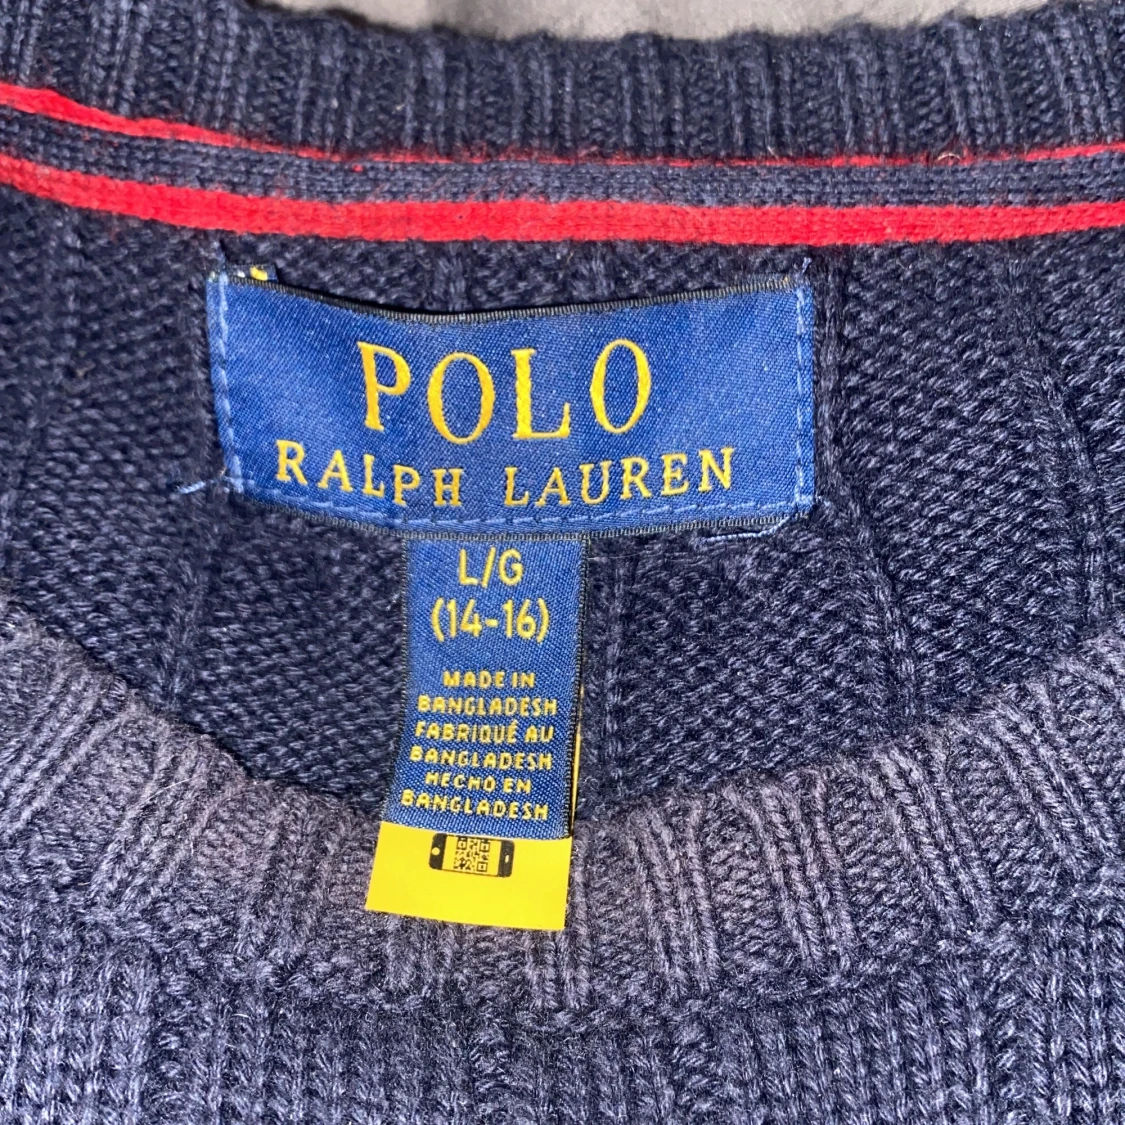 POLO
RALPH LAUREN
L/G
(14-16)
MADE IN
BANGLADESH
FABRIQUÉ AU
BANGLADESH
HECHO EN
BANGLADESH